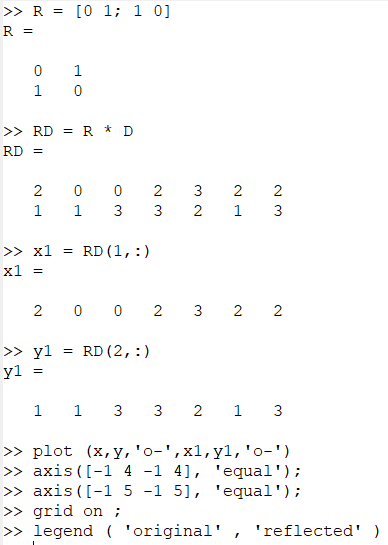 >> R = [0 1; 1 0]
R =
0 1
1 0
>> RD = R * D
RD =
2 0 0 2 3 2 2
1 1 3 3 2 1 3
>> x1 = RD(1,:)
x1 =
2 0 0 2 3 2 2
>> y1 = RD(2,:)
y1 =
1 1 3 3 2 1 3
>> plot (x,y,'o-',x1,y1,'o-')
>> axis([-1 4 -1 4], 'equal');
>> axis([-1 5 -1 5], 'equal');
>> grid on ;
>> legend ( 'original' , 'reflected' )